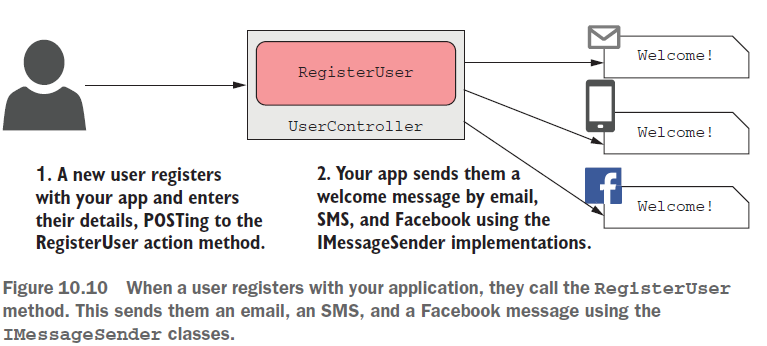 Welcome!
RegisterUser
UserController
Welcome!
f
Welcome!
1. A new user registers
with your app and enters
their details, POSTing to the
RegisterUser action method.
2. Your app sends them a
welcome message by email,
SMS, and Facebook using the
IMessageSender implementations.
Figure 10.10 When a user registers with your application, they call the RegisterUser
method. This sends them an email, an SMS, and a Facebook message using the
IMessageSender classes.